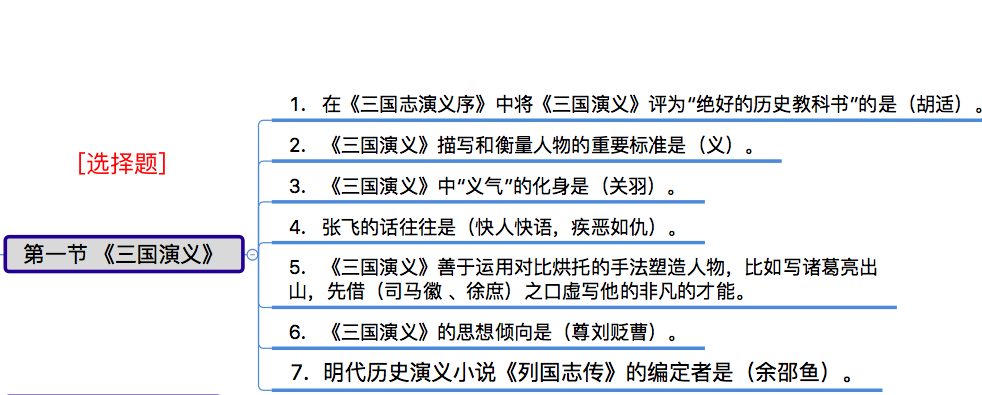 1. 在《三国志演义序》中将《三国演义》评为“绝好的历史教科书”的是（胡适）。
2. 《三国演义》描写和衡量人物的重要标准是（义）。
[选择题]
3. 《三国演义》中“义气”的化身是（关羽）。
4. 张飞的话往往是（快人快语，疾恶如仇）。
第一节 《三国演义》
5. 《三国演义》善于运用对比烘托的手法塑造人物，比如写诸葛亮出
山，先借（司马徽 、徐庶）之口虚写他的非凡的才能。
6. 《三国演义》的思想倾向是（尊刘贬曹）。
7. 明代历史演义小说《列国志传》的编定者是（余邵鱼）。